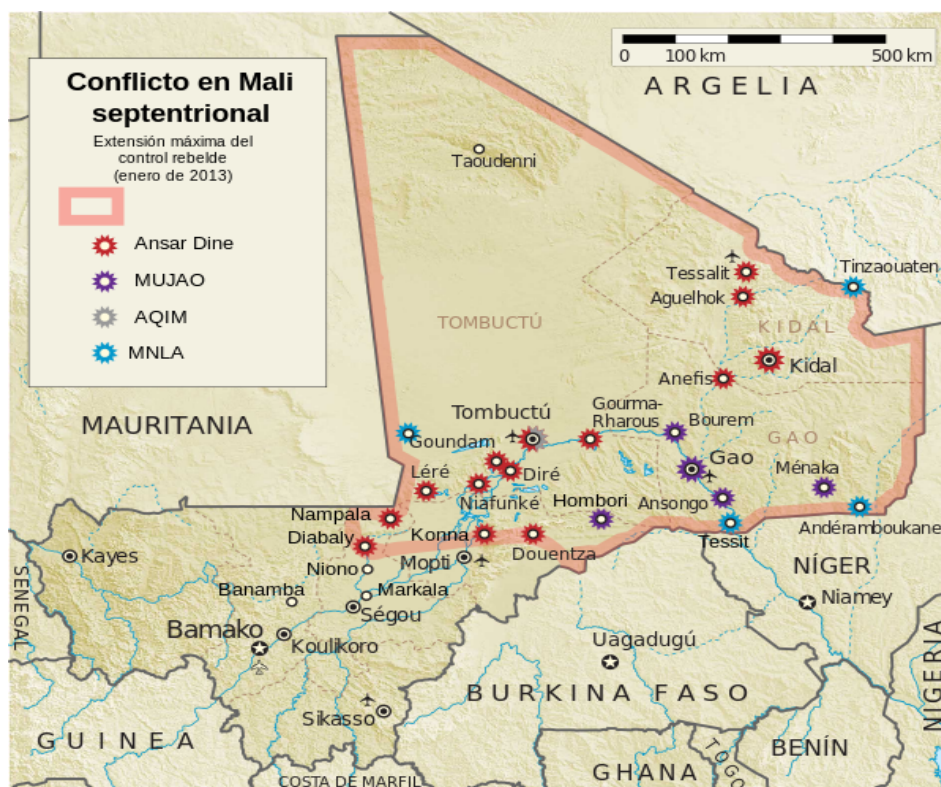 Conflicto en Mali
septentrional
Extensión máxima del
control rebelde
(enero de 2013)
Ansar Dine
MUJAO
AQIM
MNLA
0 100 km 500 km
ARGELIA
Taoudenni
Tessalit
Tinzaouaten
Aguelhok
TOMBUCTÚ
KIDAL
Kidal
Anefis
MAURITANIA
Tombuctú
Gourma-
Rharous
Bourem
Goundam
GAO
Gao
Léré
Diré
Ménaka
Niafunké
Hombori
Ansongo
Nampala
Andéramboukane
Diabaly
Konna
Douentza
Tessit
Kayes
Niono
Mopti
NÍGER
SENEGAL
Banamba
Markala
Niamey
Ségou
Bamako
Koulikoro
Uagadugú
NIGERIA
BURKINA FASO
Sikasso
GUINEA
BENÍN
TOGO
GHANA
COSTA DE MARFIL